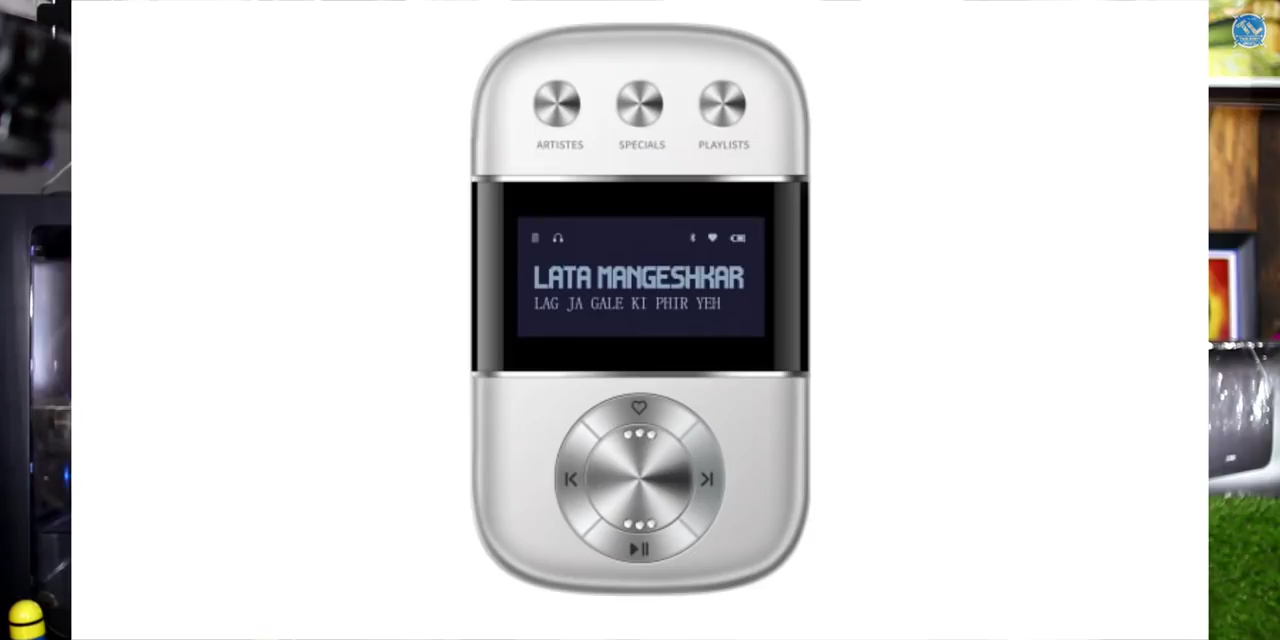 ARTISTES SPECIALS PLAYLISTS
LATA MANGESHKAR
LAG JA GALE KI PHIR YEH